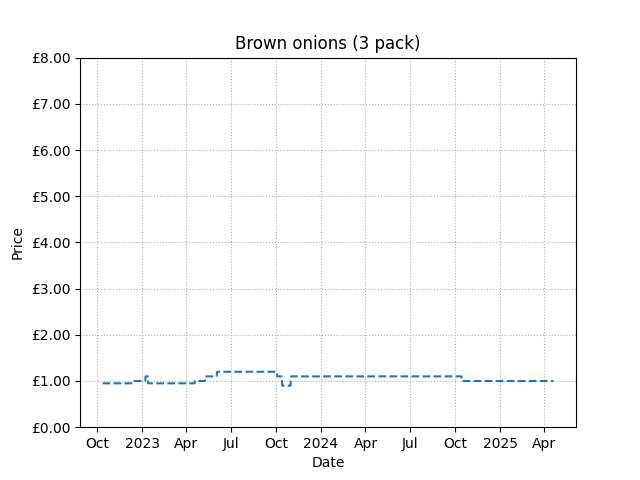 Brown onions (3 pack)
£8.00
£7.00
£6.00
£5.00
£4.00
£3.00
£2.00
£1.00
£0.00
Price
Oct 2023 Apr Jul Oct 2024 Apr Jul Oct 2025 Apr
Date